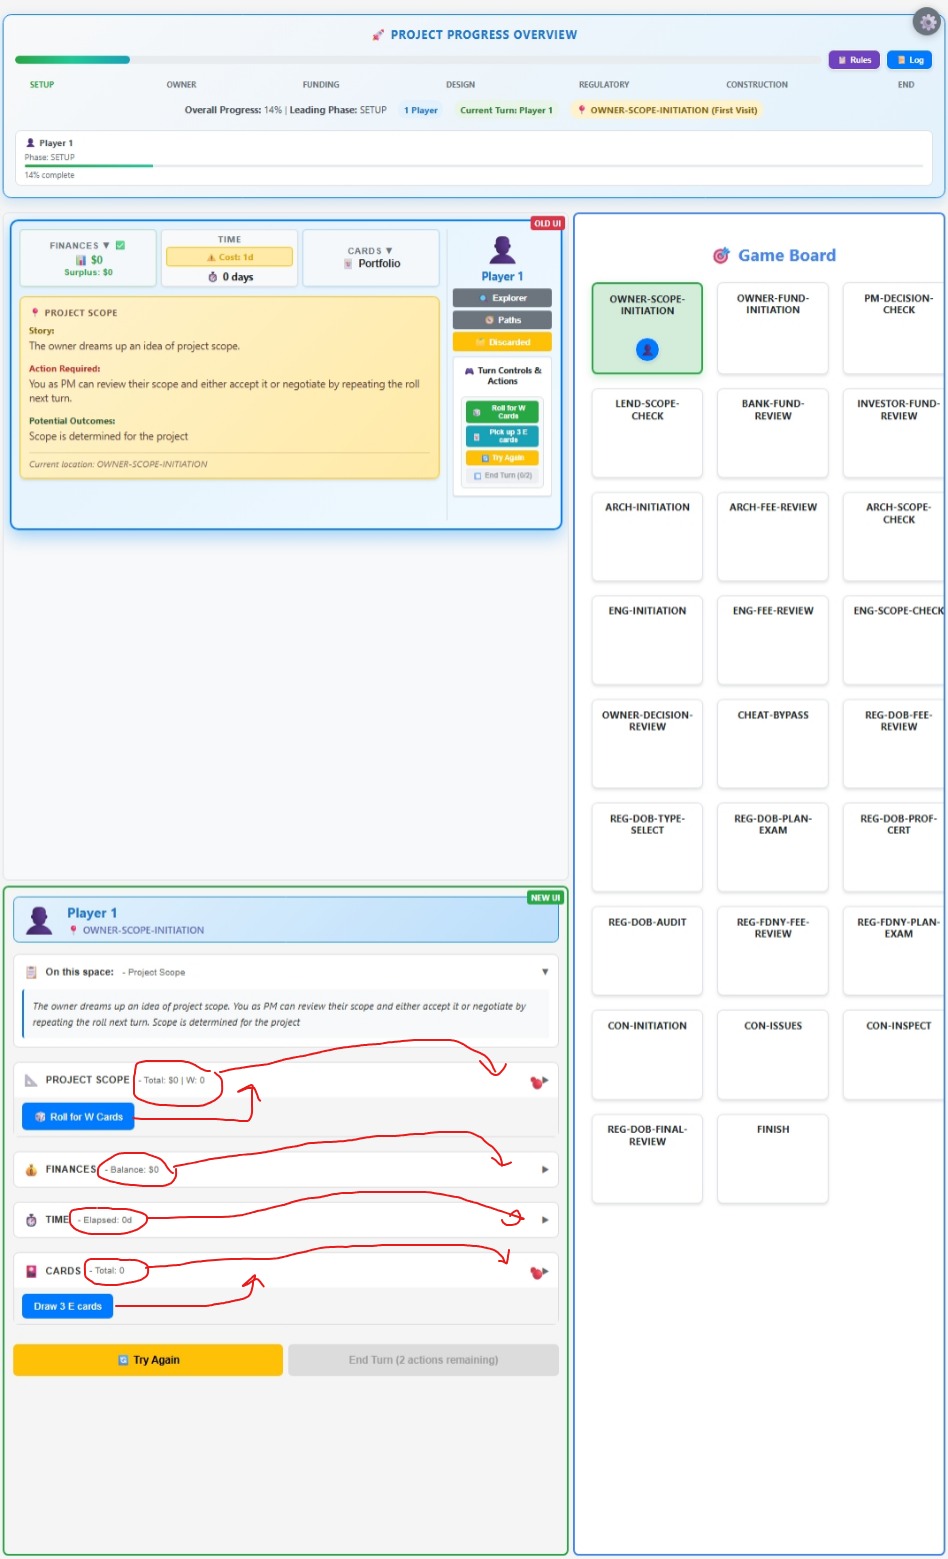 PROJECT PROGRESS OVERVIEW
Rules
Log
SETUP OWNER FUNDING DESIGN REGULATORY CONSTRUCTION END
Overall Progress: 14% | Leading Phase: SETUP 1 Player Current Turn: Player 1 OWNER-SCOPE-INITIATION (First Visit)
Player 1
Phase: SETUP
14% complete
OLD UI
FINANCES ▼
$0
Surplus: $0
TIME
Cost: 1d
0 days
CARDS ▼
Portfolio
PROJECT SCOPE
Story:
The owner dreams up an idea of project scope.
Action Required:
You as PM can review their scope and either accept it or negotiate by repeating the roll
next turn.
Potential Outcomes:
Scope is determined for the project
Current location: OWNER-SCOPE-INITIATION
Player 1
Explorer
Paths
Discarded
Turn Controls &
Actions
Roll for W
Cards
Pick up 3 E
cards
Try Again
End Turn (0/2)
Game Board
OWNER-SCOPE-
INITIATION
OWNER-FUND-
INITIATION
PM-DECISION-
CHECK
LEND-SCOPE-
CHECK
BANK-FUND-
REVIEW
INVESTOR-FUND-
REVIEW
ARCH-INITIATION
ARCH-FEE-REVIEW
ARCH-SCOPE-
CHECK
ENG-INITIATION
ENG-FEE-REVIEW
ENG-SCOPE-CHECK
OWNER-DECISION-
REVIEW
CHEAT-BYPASS
REG-DOB-FEE-
REVIEW
REG-DOB-TYPE-
SELECT
REG-DOB-PLAN-
EXAM
REG-DOB-PROF-
CERT
REG-DOB-AUDIT
REG-FDNY-FEE-
REVIEW
REG-FDNY-PLAN-
EXAM
CON-INITIATION
CON-ISSUES
CON-INSPECT
REG-DOB-FINAL-
REVIEW
FINISH
NEW UI
Player 1
OWNER-SCOPE-INITIATION
On this space: - Project Scope
The owner dreams up an idea of project scope. You as PM can review their scope and either accept it or negotiate by
repeating the roll next turn. Scope is determined for the project
PROJECT SCOPE - Total: $0 | W: 0
Roll for W Cards
FINANCES - Balance: $0
TIME - Elapsed: 0d
CARDS - Total: 0
Draw 3 E cards
Try Again
End Turn (2 actions remaining)